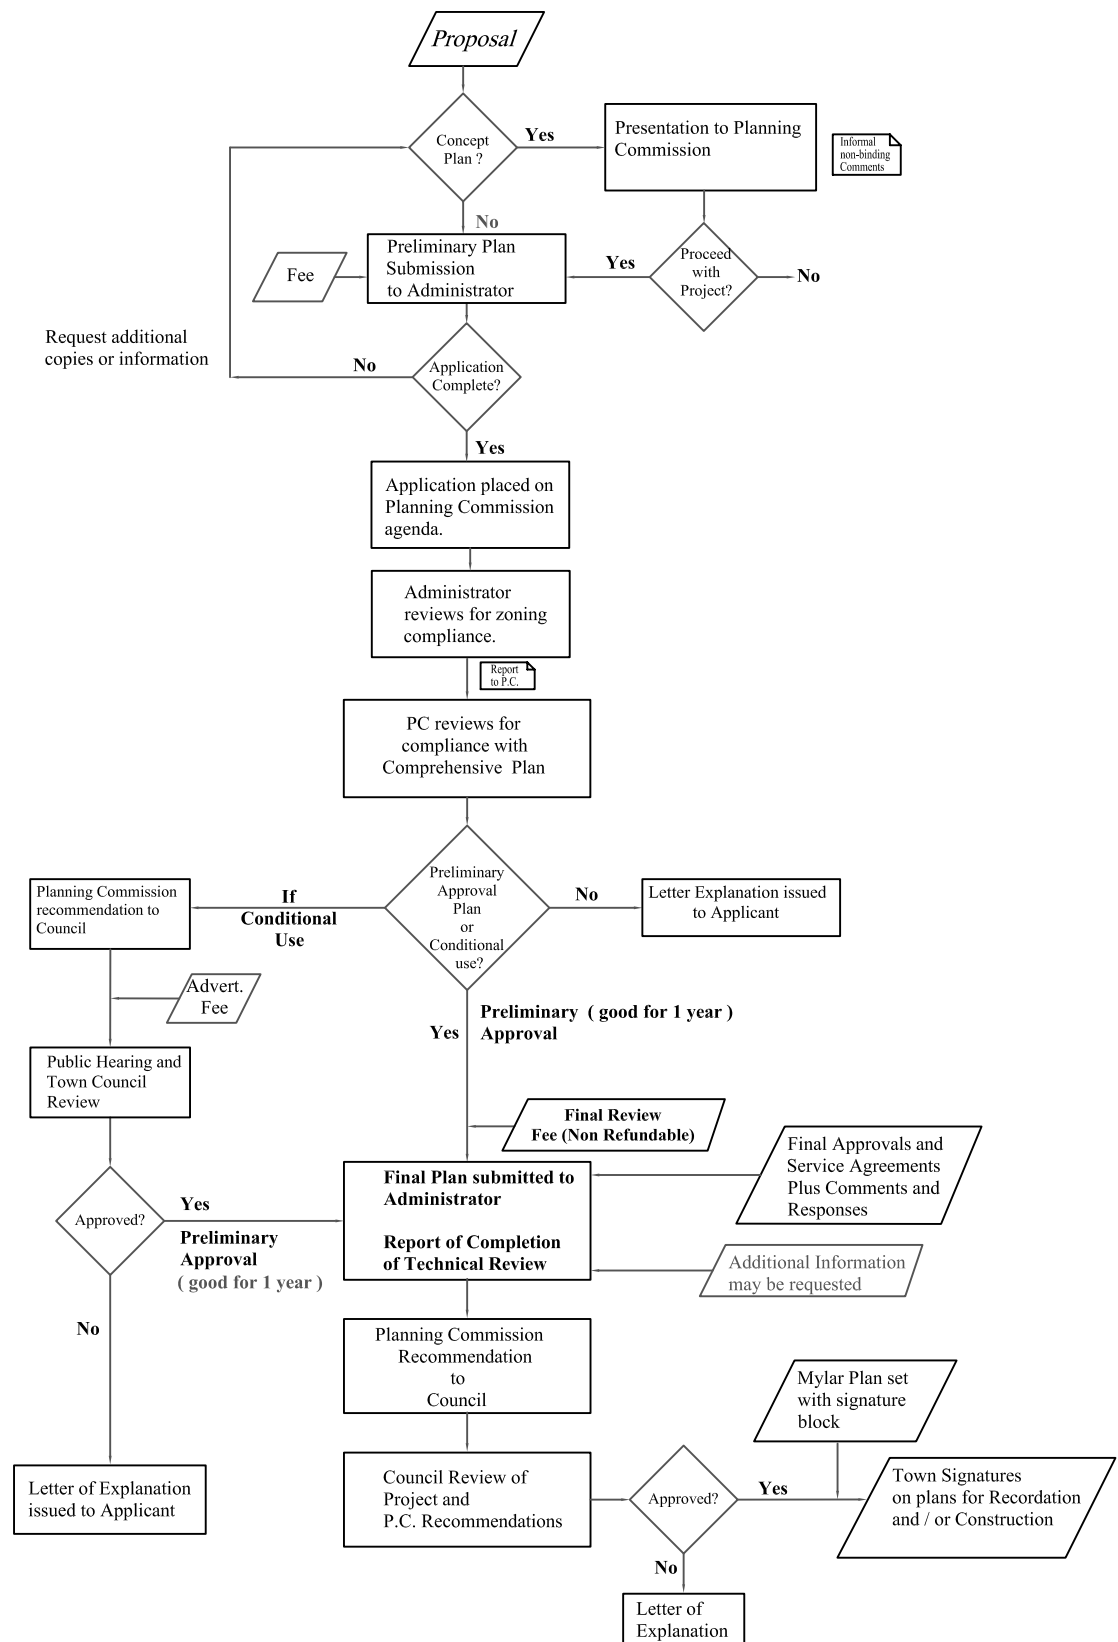 Proposal
Concept
Plan ?
Yes
Presentation to Planning
Commission
Informal
non-binding
Comments
No
Preliminary Plan
Submission
to Administrator
Fee
Yes
Proceed
with
Project?
No
Request additional
copies or information
No
Application
Complete?
Yes
Application placed on
Planning Commission
agenda.
Administrator
reviews for zoning
compliance.
Report
to P.C.
PC reviews for
compliance with
Comprehensive Plan
Preliminary
Approval
Plan
or
Conditional
use?
No
Letter Explanation issued
to Applicant
If
Conditional
Use
Planning Commission
recommendation to
Council
Advert.
Fee
Public Hearing and
Town Council
Review
Yes
Preliminary ( good for 1 year )
Approval
Final Review
Fee (Non Refundable)
Final Approvals and
Service Agreements
Plus Comments and
Responses
Final Plan submitted to
Administrator
Report of Completion
of Technical Review
Additional Information
may be requested
Approved?
Yes
Preliminary
Approval
( good for 1 year )
No
Letter of Explanation
issued to Applicant
Planning Commission
Recommendation
to
Council
Council Review of
Project and
P.C. Recommendations
Approved?
Yes
Mylar Plan set
with signature
block
Town Signatures
on plans for Recordation
and / or Construction
No
Letter of
Explanation